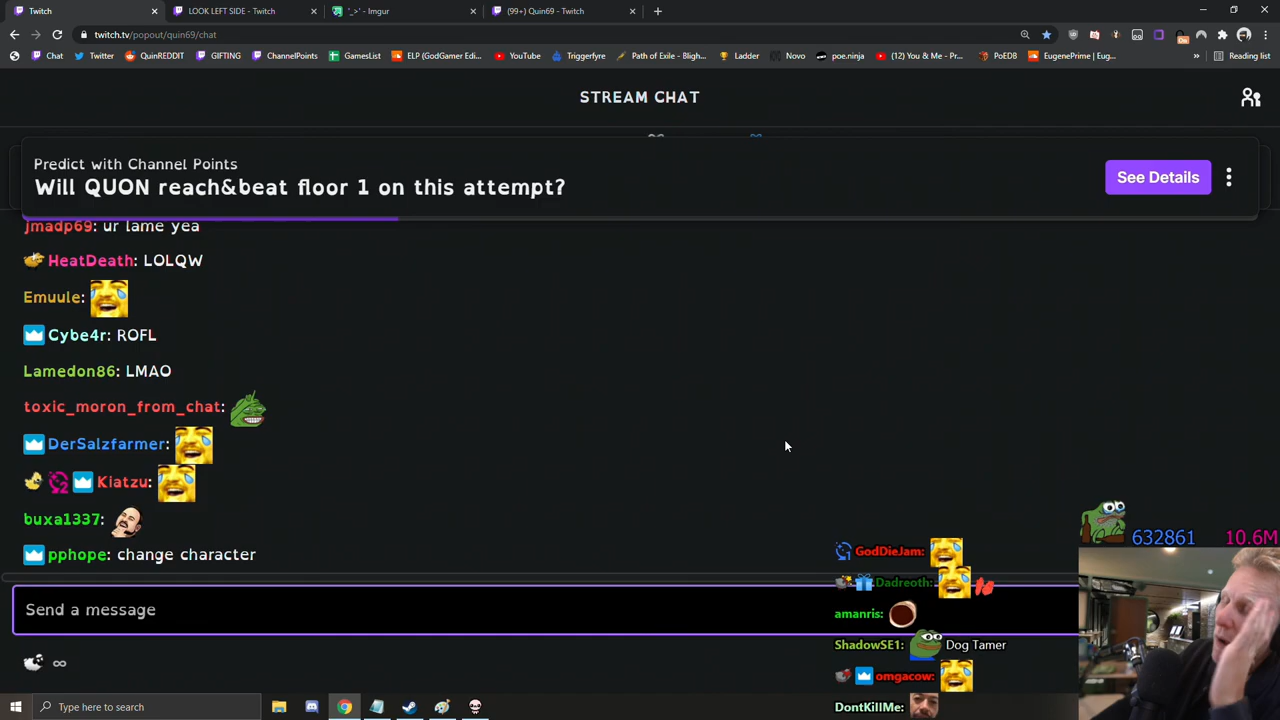 Twitch
LOOK LEFT SIDE - Twitch
'_>' - Imgur
(99+) Quin69 - Twitch
twitch.tv/popout/quin69/chat
Chat
Twitter
QuinREDDIT
GIFTING
ChannelPoints
GamesList
ELP (GodGamer Edi...
YouTube
Triggerfyre
Path of Exile - Bligh...
Ladder
Novo
poe.ninja
(12) You & Me - Pr...
PoEDB
EugenePrime | Eug...
»
Reading list
STREAM CHAT
Predict with Channel Points
Will QUON reach&beat floor 1 on this attempt?
See Details
jmadp69: ur lame yea
HeatDeath: LOLQW
Emuule:
Cybe4r: ROFL
Lamedon86: LMAO
toxic_moron_from_chat:
DerSalzfarmer:
Kiatzu:
buxa1337:
pphope: change character
Send a message
∞
632861 10.6M
GodDieJam:
Dadreoth:
amanris:
ShadowSE1: Dog Tamer
omgacow:
DontKillMe:
Type here to search